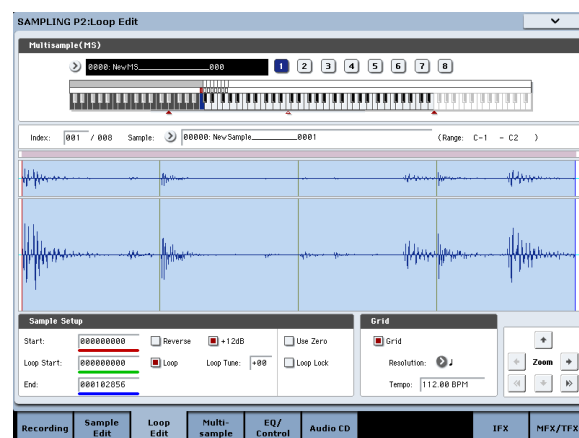 SAMPLING P2:Loop Edit
Multisample(MS)
0000: NewMS_______________000 1 2 3 4 5 6 7 8
Index: 001 / 008 Sample: 00000: NewSample__________0001 (Range: C-1 - C2 )
Sample Setup Grid
Start: 000000000 Reverse +12dB Use Zero Grid
Loop Start: 000000000 Loop Loop Tune: +00 Loop Lock Resolution: ♩ Zoom
End: 000102856 Tempo: 112.00 BPM
Recording Sample Edit Loop Edit Multi-sample EQ/Control Audio CD IFX MFX/TFX